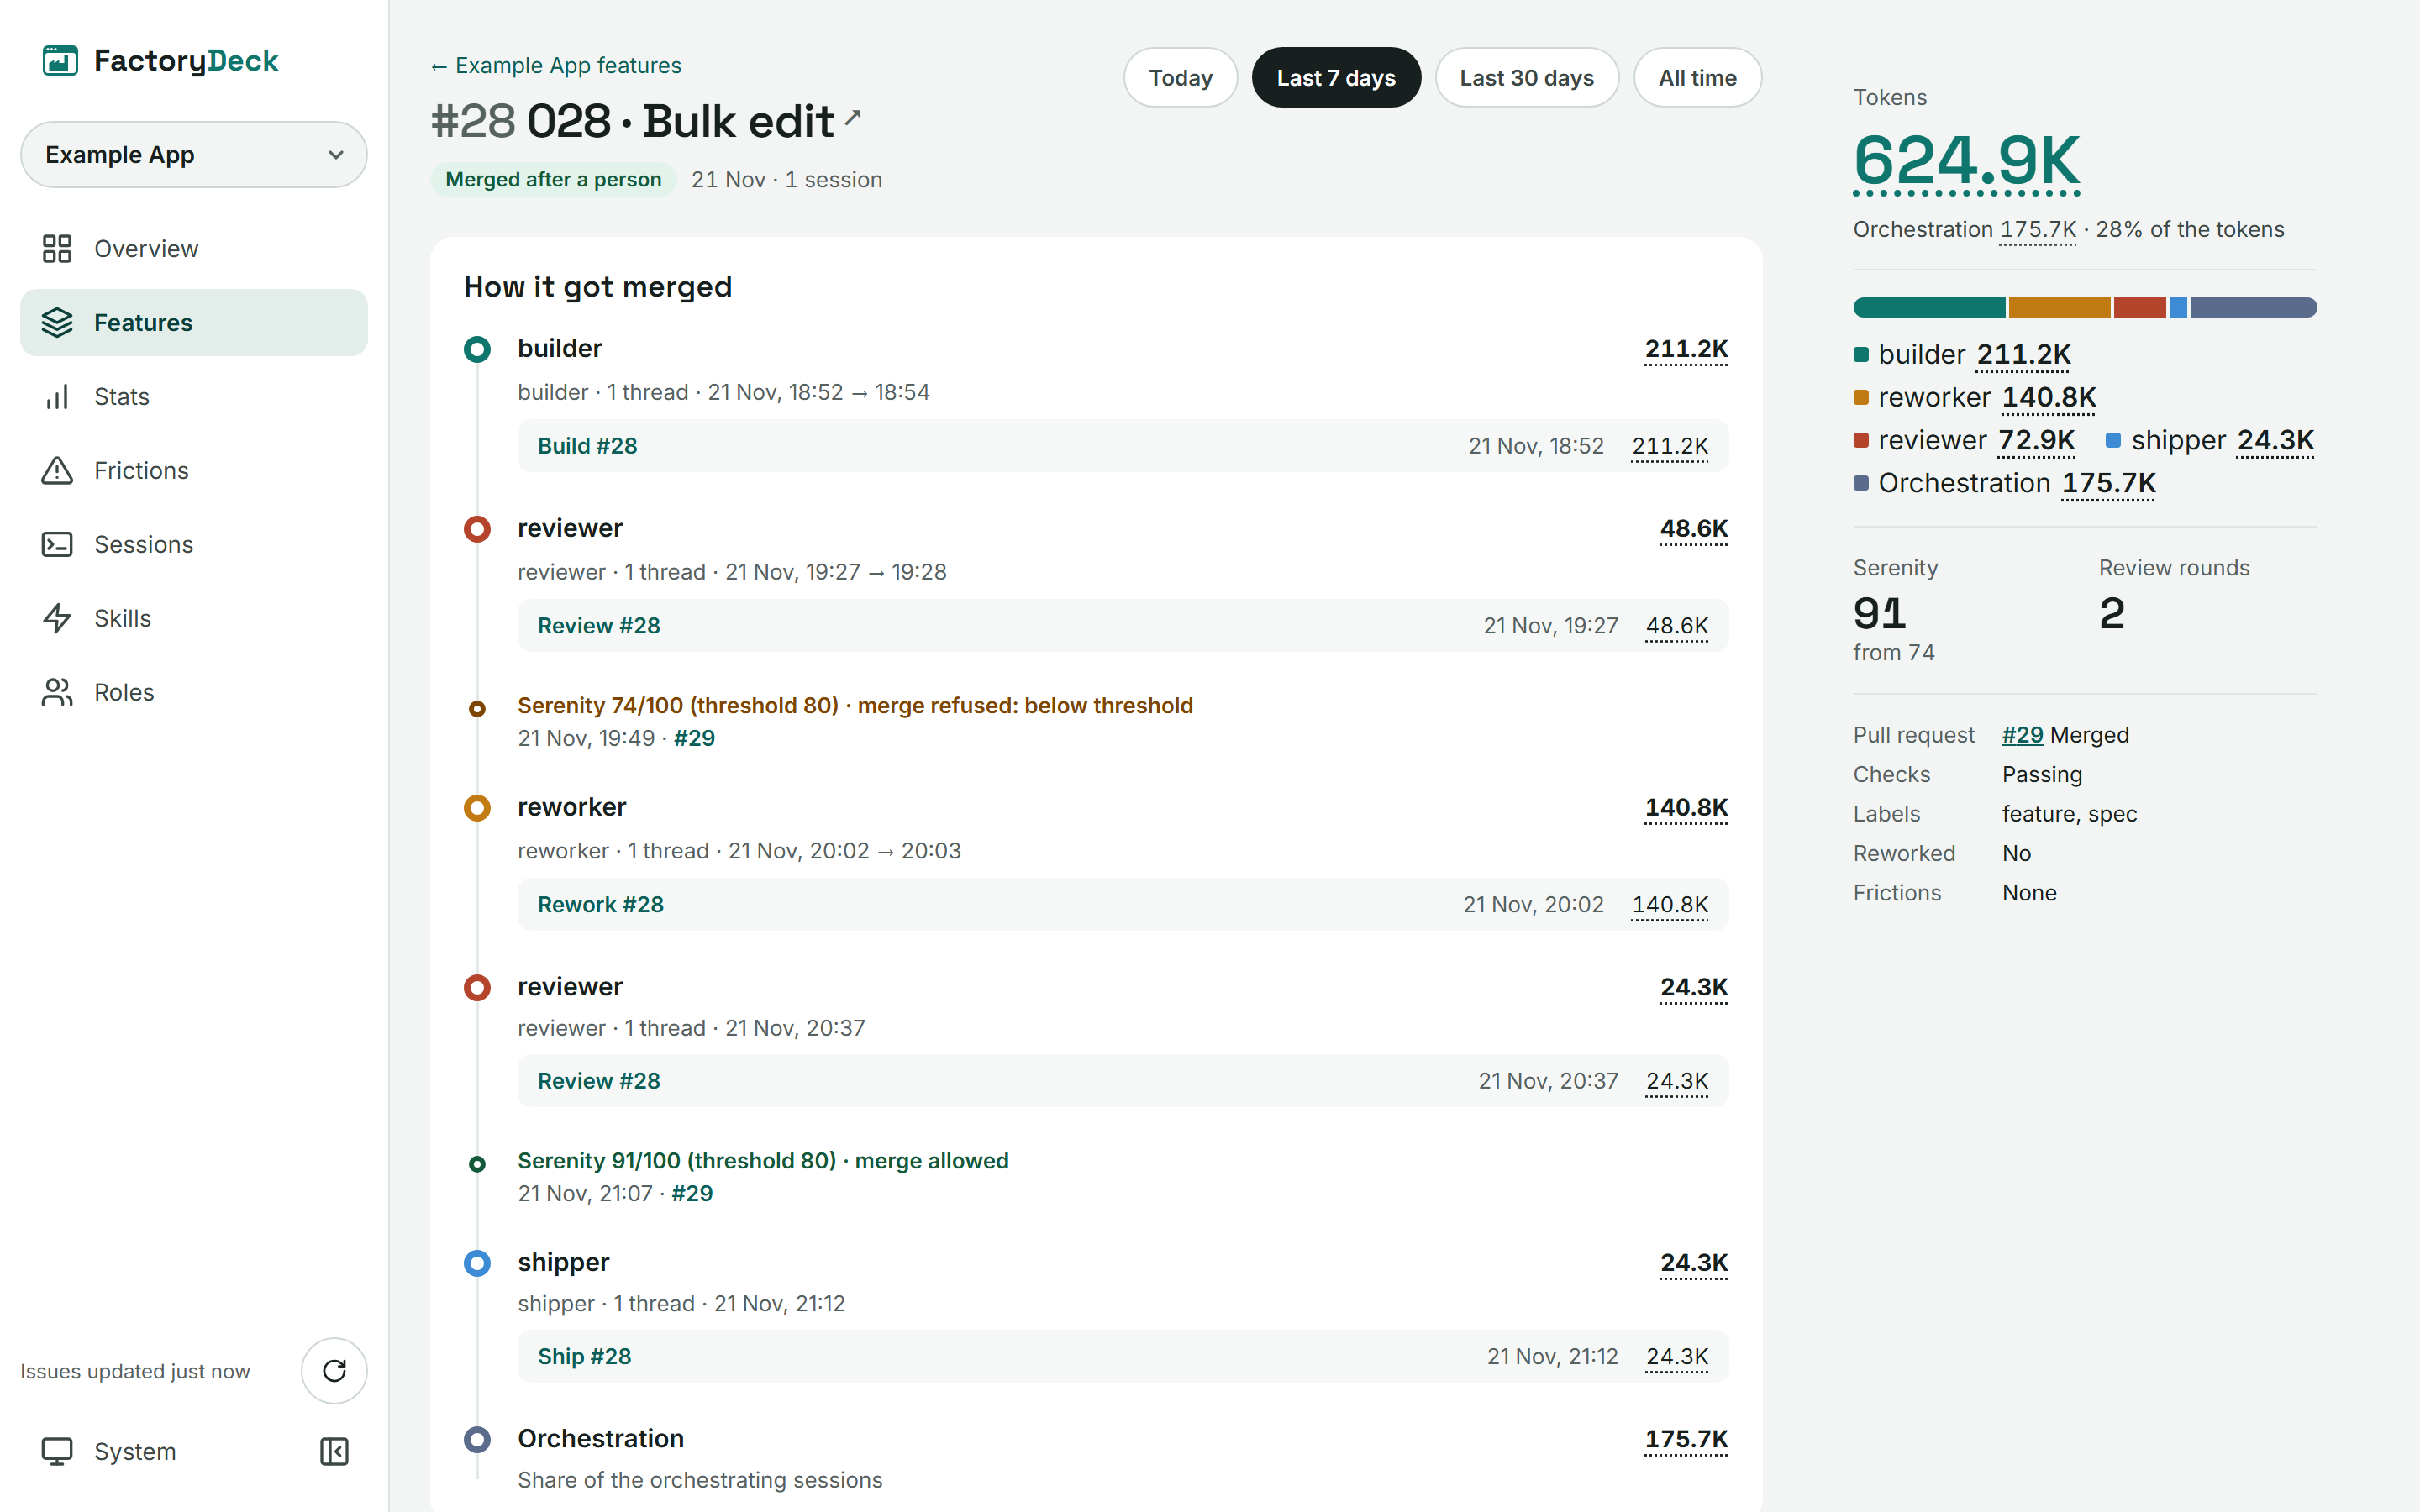 FactoryDeck
Example App
Overview
Features
Stats
Frictions
Sessions
Skills
Roles
Issues updated just now
System
← Example App features
#28 028 · Bulk edit ↗
Merged after a person 21 Nov · 1 session
Today Last 7 days Last 30 days All time
How it got merged
builder 211.2K
builder · 1 thread · 21 Nov, 18:52 → 18:54
Build #28 21 Nov, 18:52 211.2K
reviewer 48.6K
reviewer · 1 thread · 21 Nov, 19:27 → 19:28
Review #28 21 Nov, 19:27 48.6K
Serenity 74/100 (threshold 80) · merge refused: below threshold
21 Nov, 19:49 · #29
reworker 140.8K
reworker · 1 thread · 21 Nov, 20:02 → 20:03
Rework #28 21 Nov, 20:02 140.8K
reviewer 24.3K
reviewer · 1 thread · 21 Nov, 20:37
Review #28 21 Nov, 20:37 24.3K
Serenity 91/100 (threshold 80) · merge allowed
21 Nov, 21:07 · #29
shipper 24.3K
shipper · 1 thread · 21 Nov, 21:12
Ship #28 21 Nov, 21:12 24.3K
Orchestration 175.7K
Share of the orchestrating sessions
Tokens
624.9K
Orchestration 175.7K · 28% of the tokens
builder 211.2K
reworker 140.8K
reviewer 72.9K shipper 24.3K
Orchestration 175.7K
Serenity Review rounds
91 2
from 74
Pull request #29 Merged
Checks Passing
Labels feature, spec
Reworked No
Frictions None